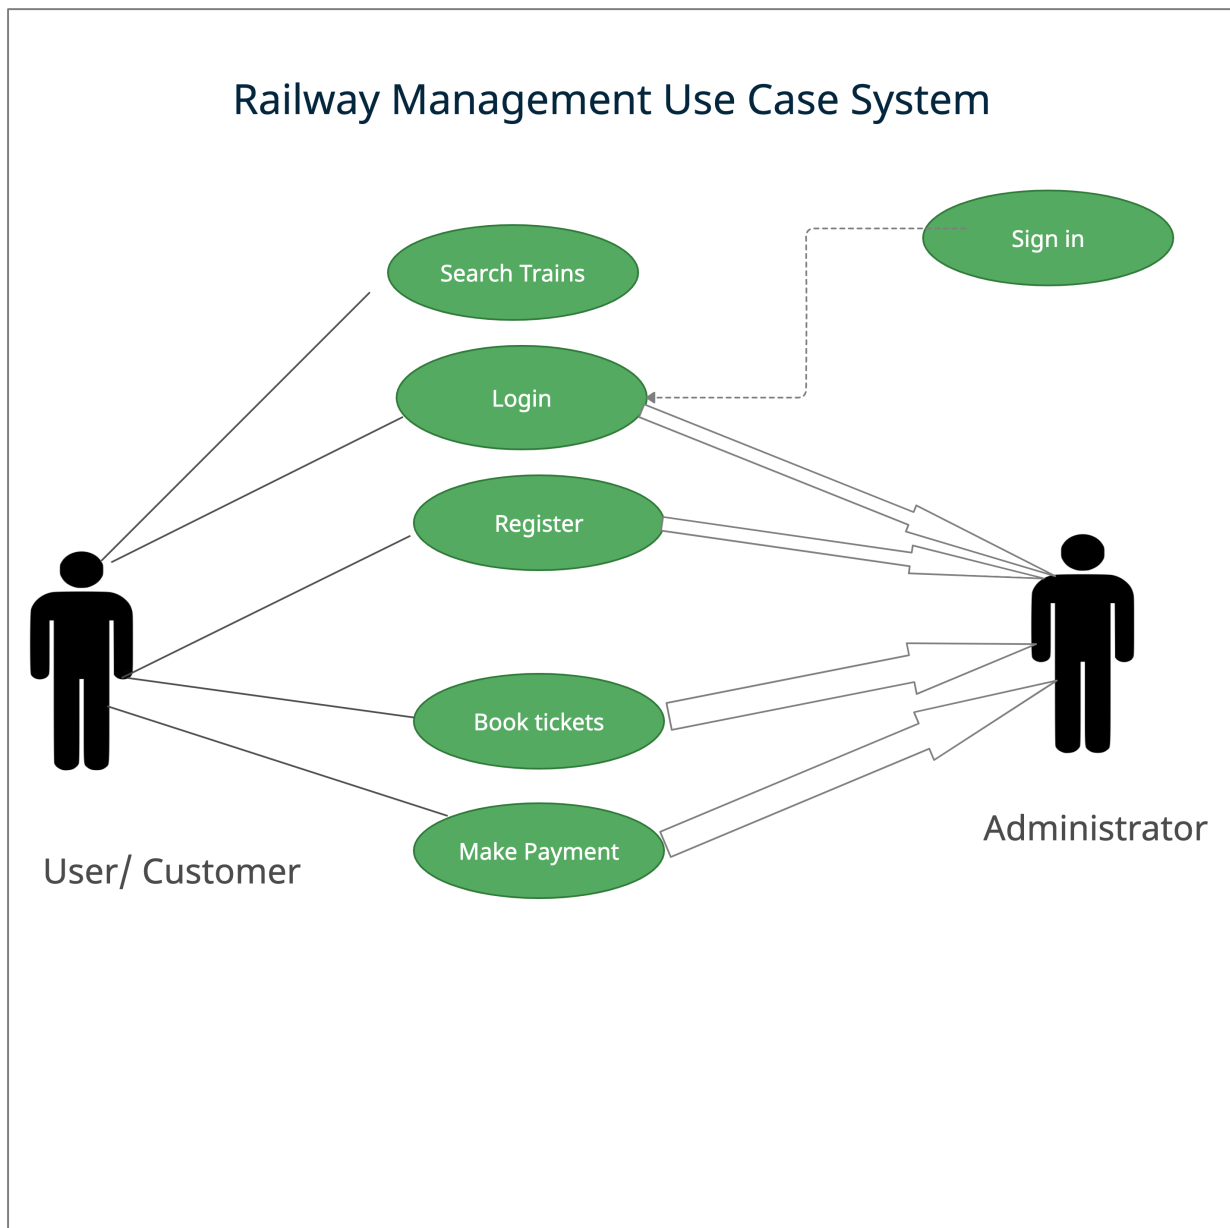 Railway Management Use Case System
Sign in
Search Trains
Login
Register
Book tickets
Make Payment
Administrator
User/ Customer